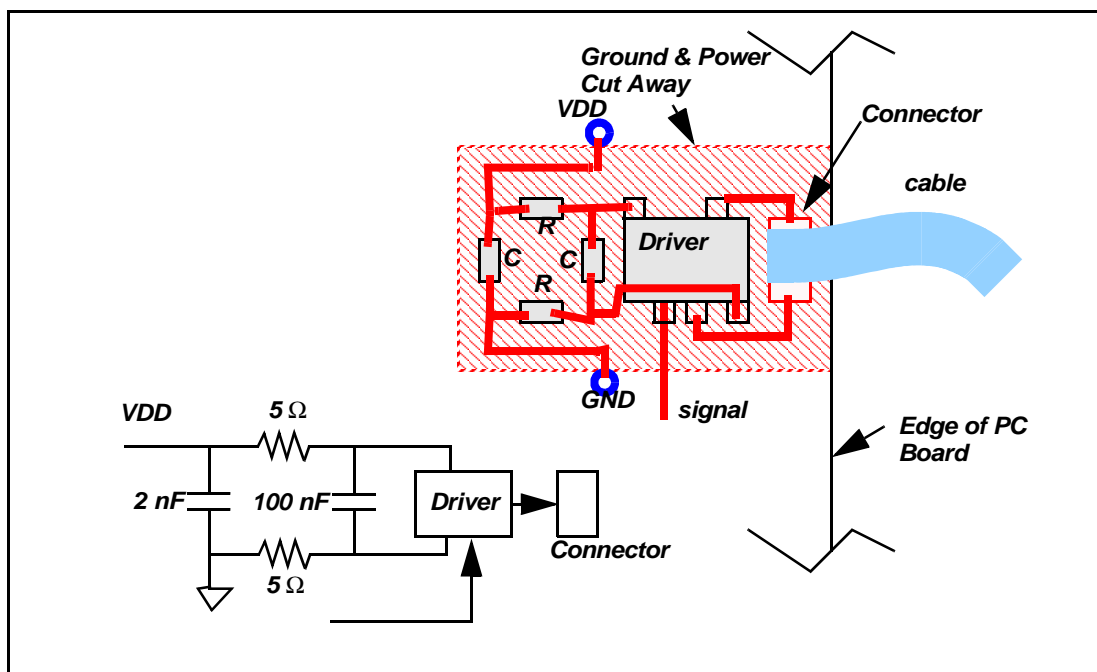 Ground & Power
Cut Away
VDD
Connector
cable
R
Driver
C
C
R
GND
signal
Edge of PC
Board
VDD
5 Ω
2 nF
100 nF
Driver
Connector
5 Ω